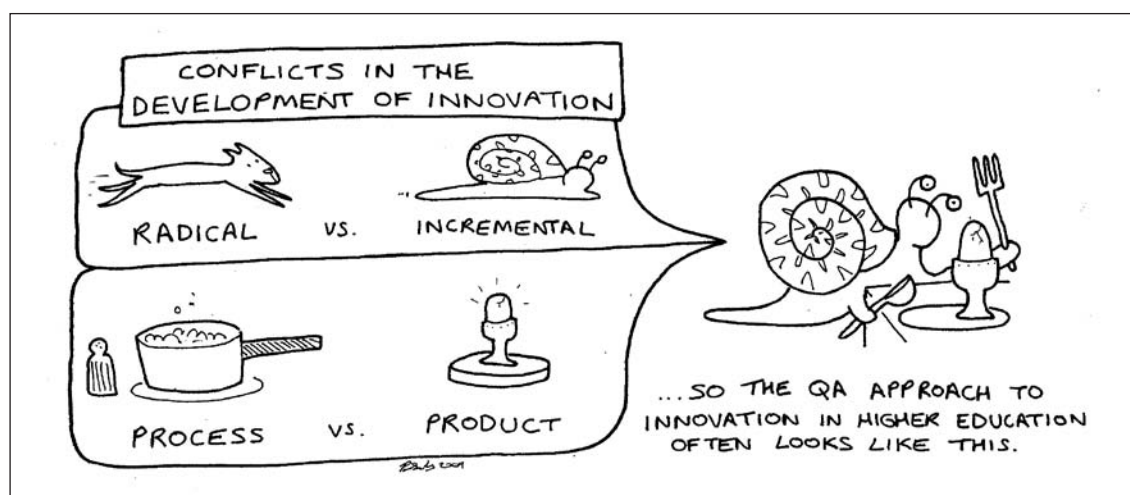 CONFLICTS IN THE
DEVELOPMENT OF INNOVATION
RADICAL VS. INCREMENTAL
PROCESS VS. PRODUCT
...SO THE QA APPROACH TO
INNOVATION IN HIGHER EDUCATION
OFTEN LOOKS LIKE THIS.